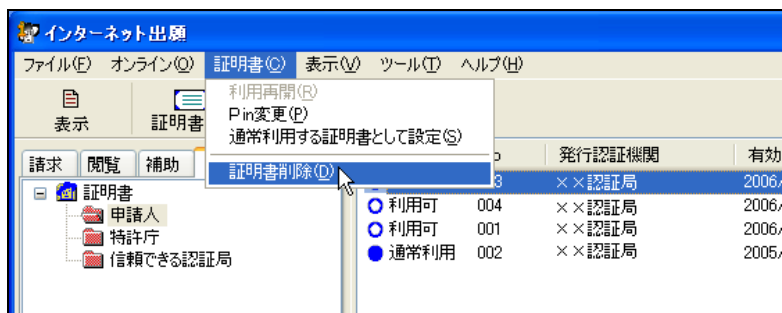 インターネット出願
ファイル(F) オンライン(O) 証明書(C) 表示(V) ツール(T) ヘルプ(H)
利用再開(R)
Pin変更(P)
通常利用する証明書として設定(S)
証明書削除(D)
表示 証明書
請求 閲覧 補助
発行認証機関 有効
証明書
申請人
特許庁
信頼できる認証局
3 ××認証局 2006/
利用可 004 ××認証局 2006/
利用可 001 ××認証局 2006/
通常利用 002 ××認証局 2005/